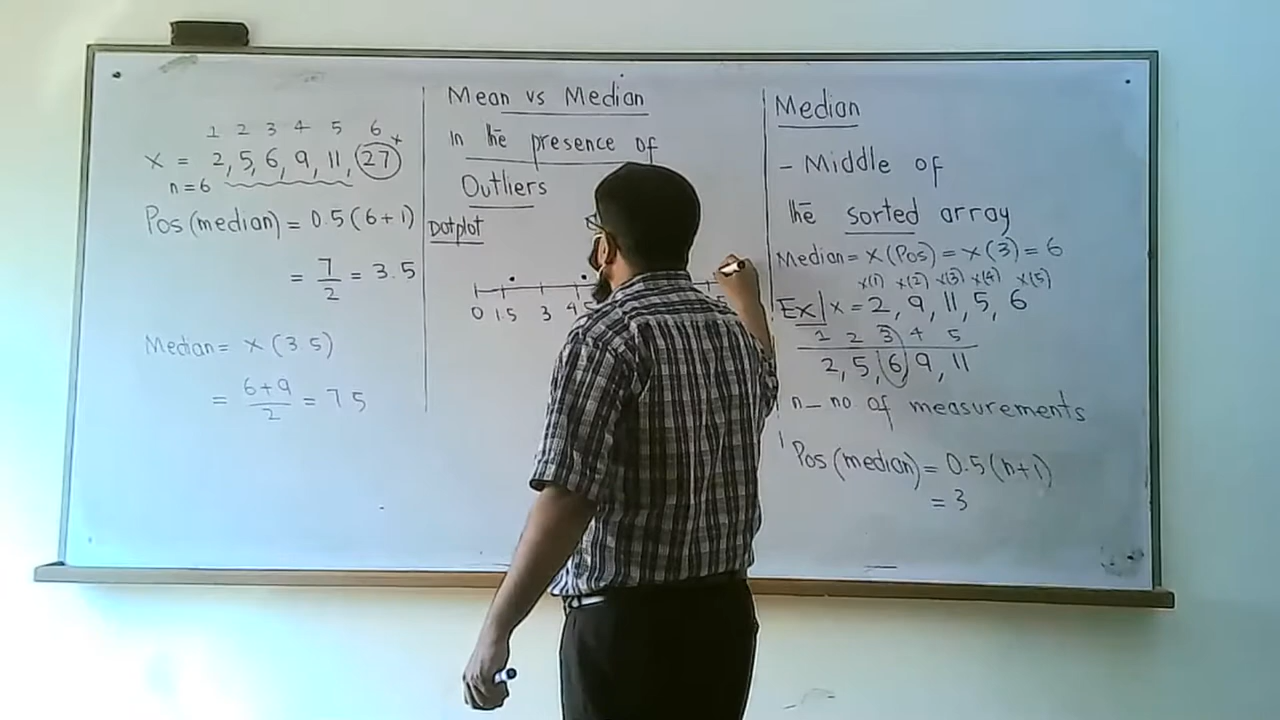 1 2 3 4 5 6
x = 2, 5, 6, 9, 11, 27 *
n = 6
Pos (median) = 0.5 (6+1)
= 7/2 = 3.5
Median = x (3.5)
= 6+9/2 = 7.5
Mean vs Median
In the presence of
Outliers
Dotplot
0 1.5 3 4.5
Median
- Middle of
the sorted array
Median = x (Pos) = x (3) = 6
x(1) x(2) x(3) x(4) x(5)
Ex| x = 2, 9, 11, 5, 6
1 2 3 4 5
2, 5, 6, 9, 11
n_ no. of measurements
Pos (median) = 0.5 (n+1)
= 3